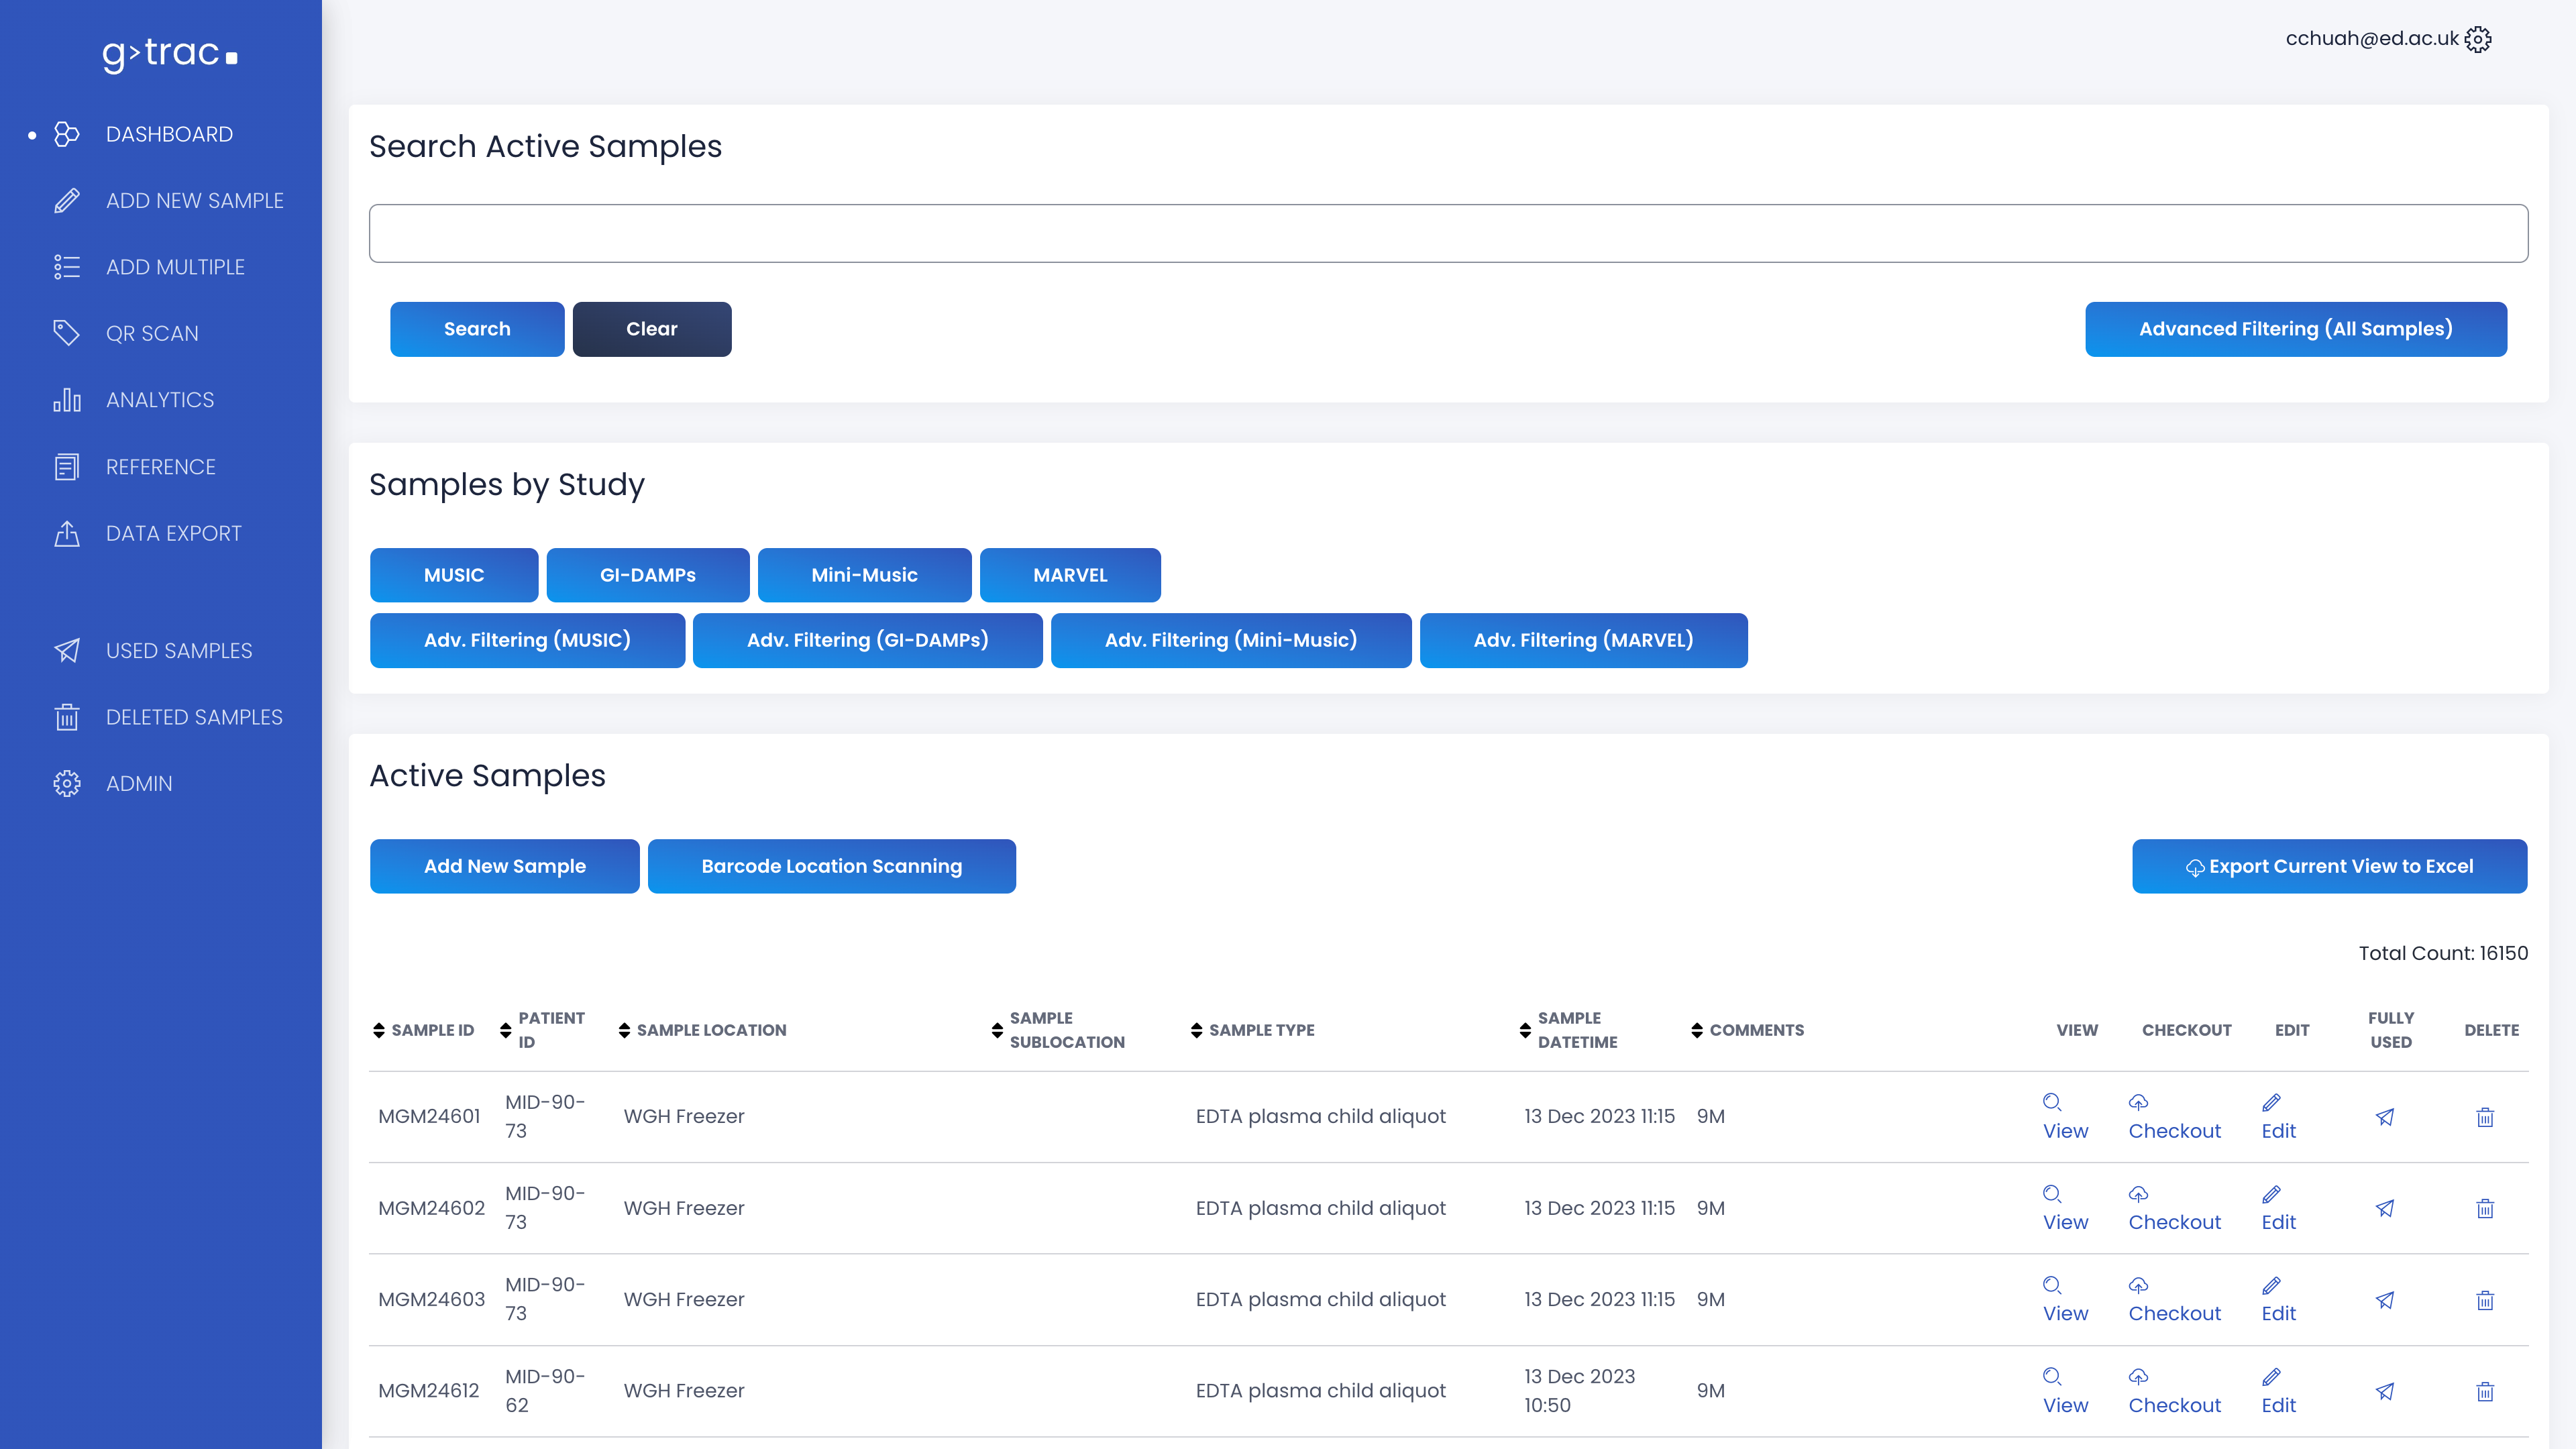 g>trac.
cchuah@ed.ac.uk
DASHBOARD
ADD NEW SAMPLE
ADD MULTIPLE
QR SCAN
ANALYTICS
REFERENCE
DATA EXPORT
USED SAMPLES
DELETED SAMPLES
ADMIN
Search Active Samples
Search Clear Advanced Filtering (All Samples)
Samples by Study
MUSIC GI-DAMPs Mini-Music MARVEL
Adv. Filtering (MUSIC) Adv. Filtering (GI-DAMPs) Adv. Filtering (Mini-Music) Adv. Filtering (MARVEL)
Active Samples
Add New Sample Barcode Location Scanning Export Current View to Excel
Total Count: 16150
SAMPLE ID PATIENT ID SAMPLE LOCATION SAMPLE SUBLOCATION SAMPLE TYPE SAMPLE DATETIME COMMENTS VIEW CHECKOUT EDIT FULLY USED DELETE
MGM24601 MID-90-73 WGH Freezer EDTA plasma child aliquot 13 Dec 2023 11:15 9M View Checkout Edit
MGM24602 MID-90-73 WGH Freezer EDTA plasma child aliquot 13 Dec 2023 11:15 9M View Checkout Edit
MGM24603 MID-90-73 WGH Freezer EDTA plasma child aliquot 13 Dec 2023 11:15 9M View Checkout Edit
MGM24612 MID-90-62 WGH Freezer EDTA plasma child aliquot 13 Dec 2023 10:50 9M View Checkout Edit